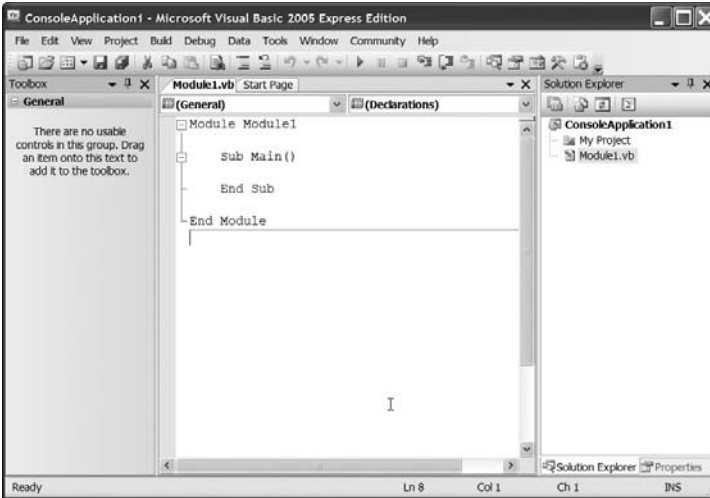 ConsoleApplication1 - Microsoft Visual Basic 2005 Express Edition
File Edit View Project Build Debug Data Tools Window Community Help
Toolbox
General
There are no usable
controls in this group. Drag
an item onto this text to
add it to the toolbox.
Module1.vb Start Page
(General) (Declarations)
Module Module1
Sub Main()
End Sub
End Module
Solution Explorer
ConsoleApplication1
My Project
Module1.vb
Solution Explorer Properties
Ready Ln 8 Col 1 Ch 1 INS